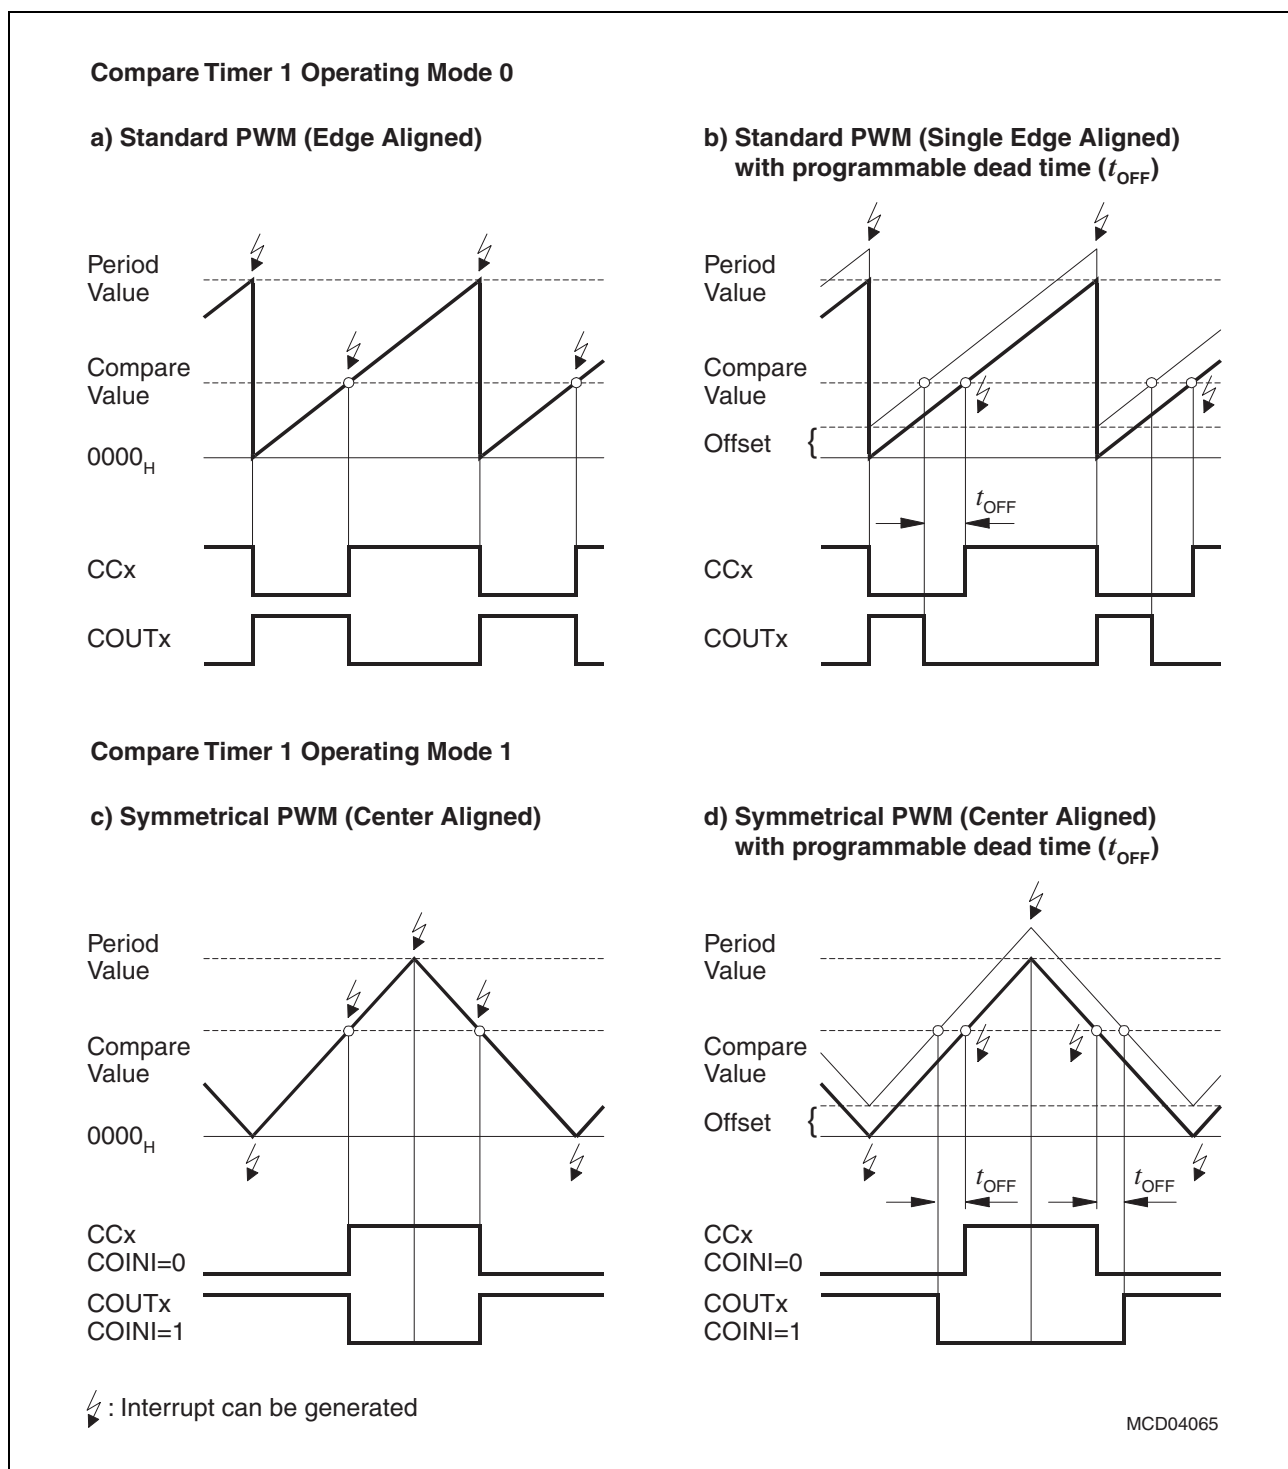 Compare Timer 1 Operating Mode 0
a) Standard PWM (Edge Aligned)
Period
Value
Compare
Value
0000H
CCx
COUTx
b) Standard PWM (Single Edge Aligned)
with programmable dead time (tOFF)
Period
Value
Compare
Value
Offset {
tOFF
CCx
COUTx
Compare Timer 1 Operating Mode 1
c) Symmetrical PWM (Center Aligned)
Period
Value
Compare
Value
0000H
CCx
COINI=0
COUTx
COINI=1
d) Symmetrical PWM (Center Aligned)
with programmable dead time (tOFF)
Period
Value
Compare
Value
Offset {
tOFF tOFF
CCx
COINI=0
COUTx
COINI=1
: Interrupt can be generated
MCD04065